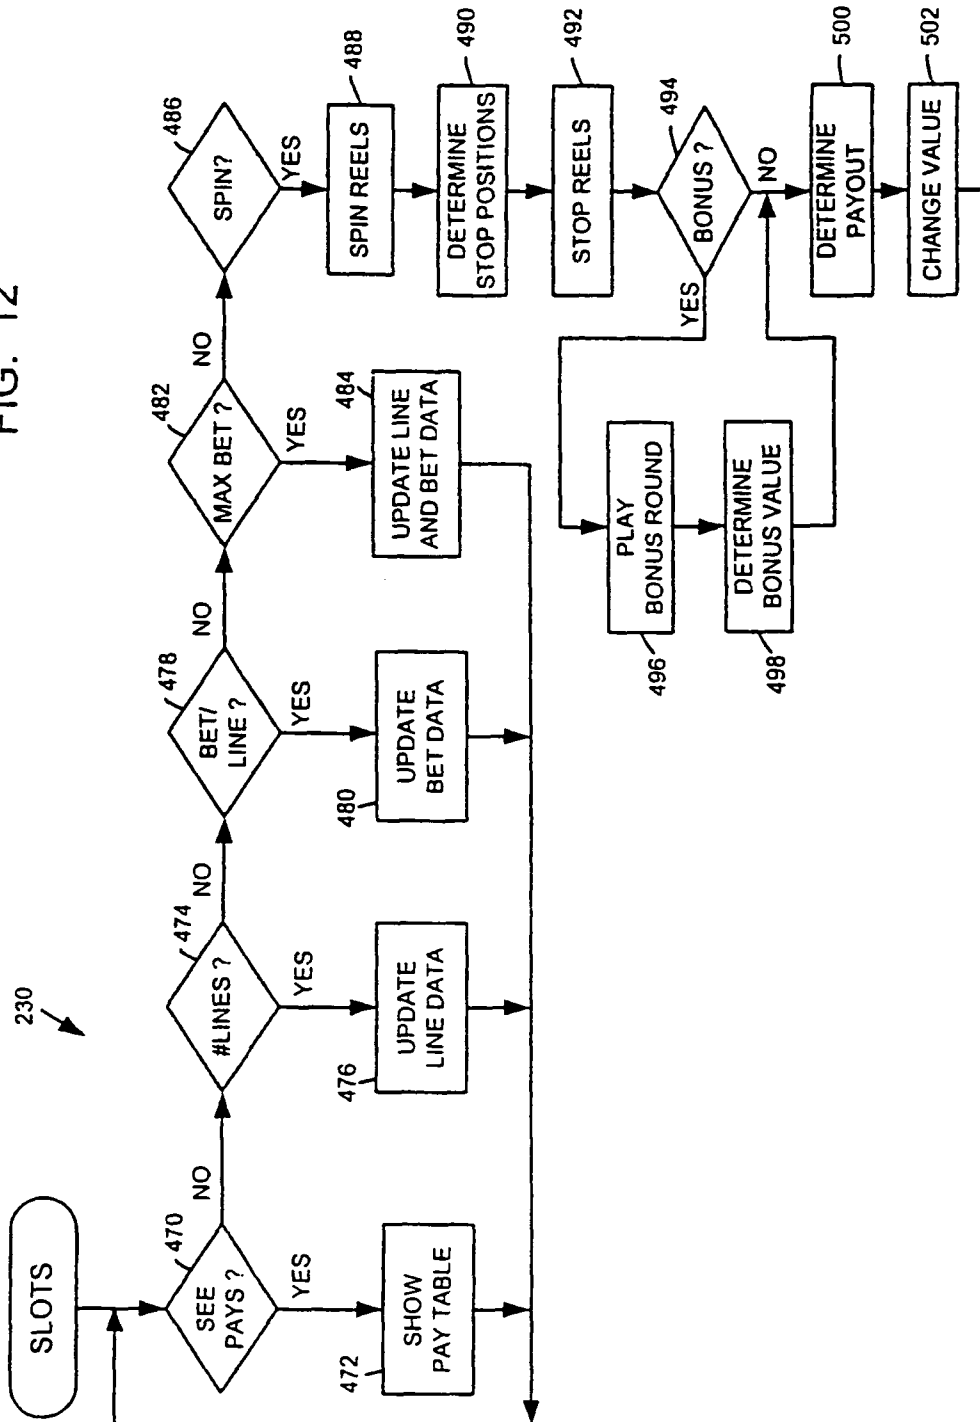 FIG. 12
230
SLOTS
470
SEE
PAYS ?
NO
YES
472
SHOW
PAY TABLE
474
#LINES ?
NO
YES
476
UPDATE
LINE DATA
478
BET/
LINE ?
NO
YES
480
UPDATE
BET DATA
482
MAX BET ?
NO
YES
484
UPDATE LINE
AND BET DATA
486
SPIN?
YES
488
SPIN REELS
490
DETERMINE
STOP POSITIONS
492
STOP REELS
494
BONUS ?
YES
NO
496
PLAY
BONUS ROUND
498
DETERMINE
BONUS VALUE
500
DETERMINE
PAYOUT
502
CHANGE VALUE